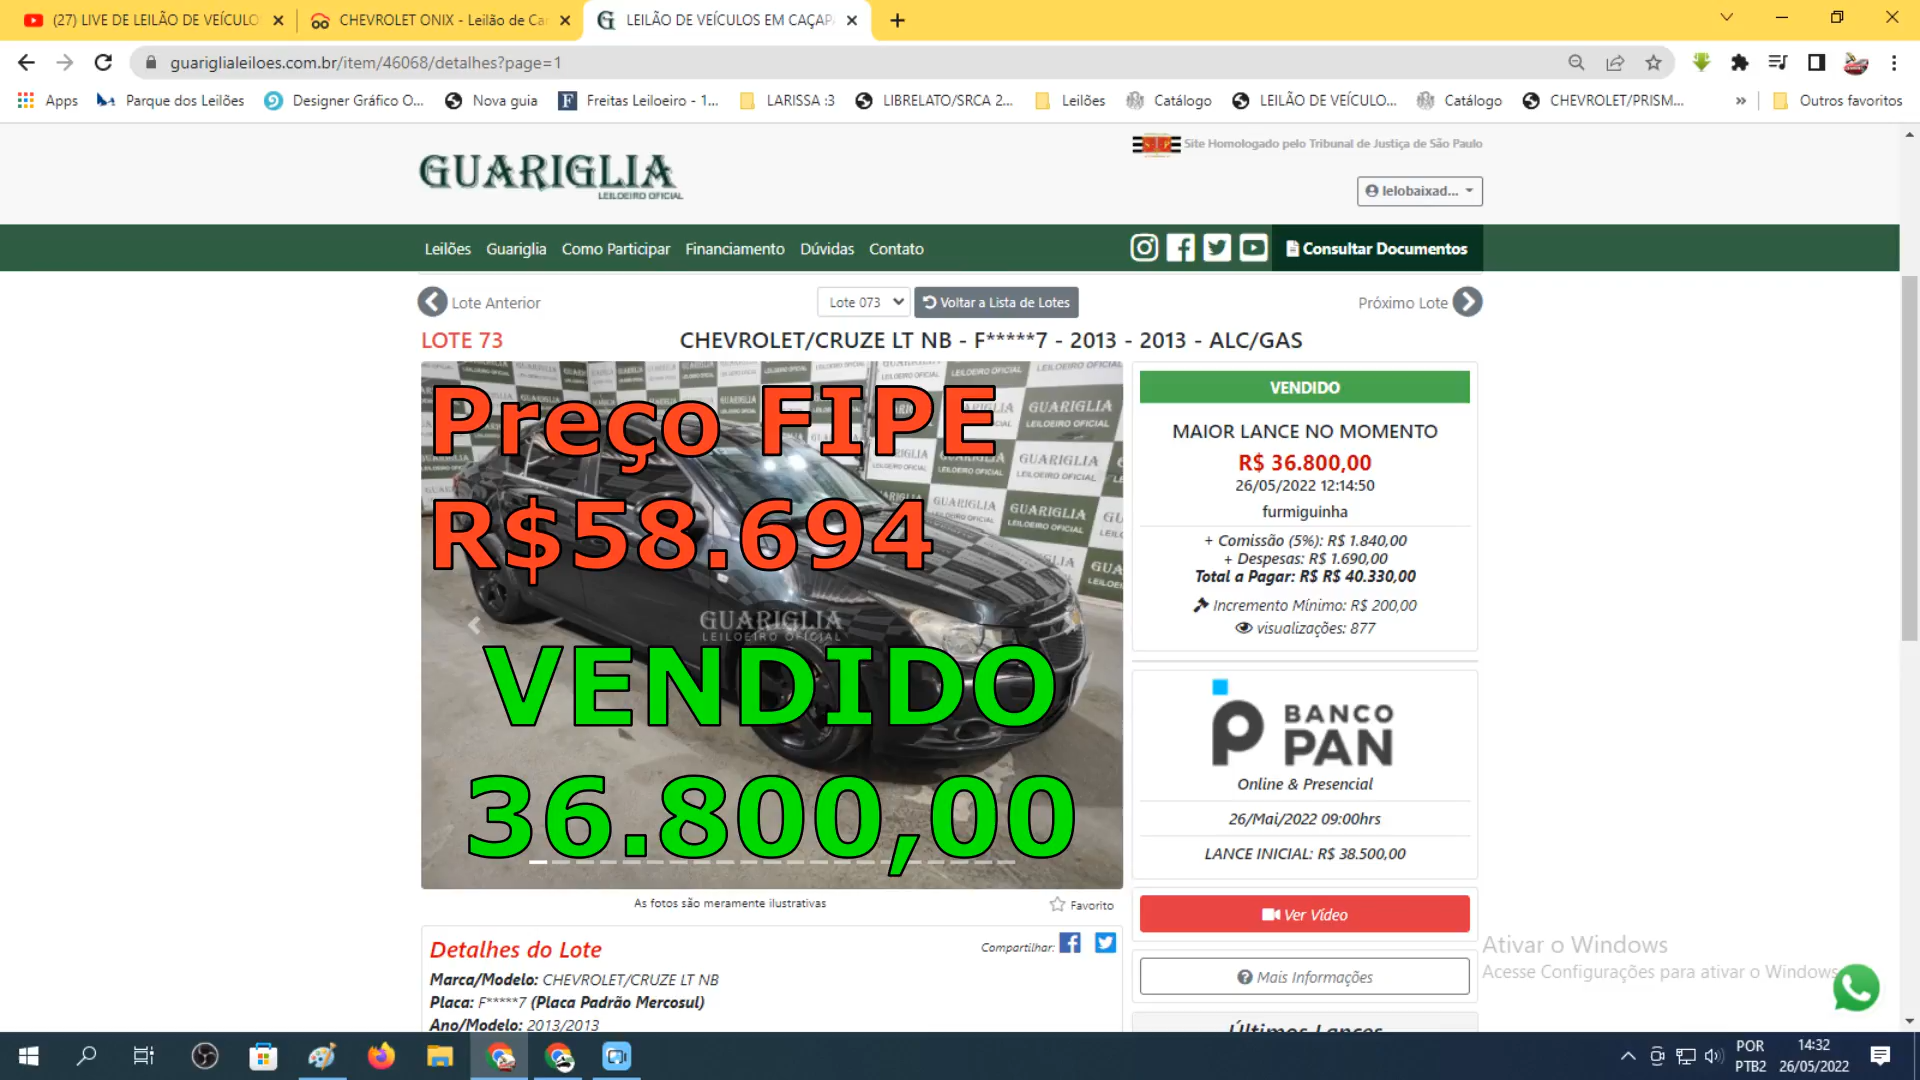 (27) LIVE DE LEILÃO DE VEÍCULO
CHEVROLET ONIX - Leilão de Car
LEILÃO DE VEÍCULOS EM CAÇAPA
guariglialeiloes.com.br/item/46068/detalhes?page=1
Apps
Parque dos Leilões
Designer Gráfico O...
Nova guia
Freitas Leiloeiro - 1...
LARISSA :3
LIBRELATO/SRCA 2...
Leilões
Catálogo
LEILÃO DE VEÍCULO...
Catálogo
CHEVROLET/PRISM...
»
Outros favoritos
GUARIGLIA
LEILOEIRO OFICIAL
Site Homologado pelo Tribunal de Justiça de São Paulo
lelobaixad...
Leilões Guariglia Como Participar Financiamento Dúvidas Contato
Consultar Documentos
Lote Anterior
Lote 073
Voltar a Lista de Lotes
Próximo Lote
LOTE 73
CHEVROLET/CRUZE LT NB - F*****7 - 2013 - 2013 - ALC/GAS
Preço FIPE
R$58.694
GUARIGLIA
LEILOEIRO OFICIAL
VENDIDO
36.800,00
As fotos são meramente ilustrativas
Favorito
VENDIDO
MAIOR LANCE NO MOMENTO
R$ 36.800,00
26/05/2022 12:14:50
furmiguinha
+ Comissão (5%): R$ 1.840,00
+ Despesas: R$ 1.690,00
Total a Pagar: R$ R$ 40.330,00
Incremento Mínimo: R$ 200,00
visualizações: 877
BANCO
PAN
Online & Presencial
26/Mai/2022 09:00hrs
LANCE INICIAL: R$ 38.500,00
Ver Vídeo
Mais Informações
Últimos Lances
Detalhes do Lote
Compartilhar:
Marca/Modelo: CHEVROLET/CRUZE LT NB
Placa: F*****7 (Placa Padrão Mercosul)
Ano/Modelo: 2013/2013
Ativar o Windows
Acesse Configurações para ativar o Windows
POR
PTB2
14:32
26/05/2022